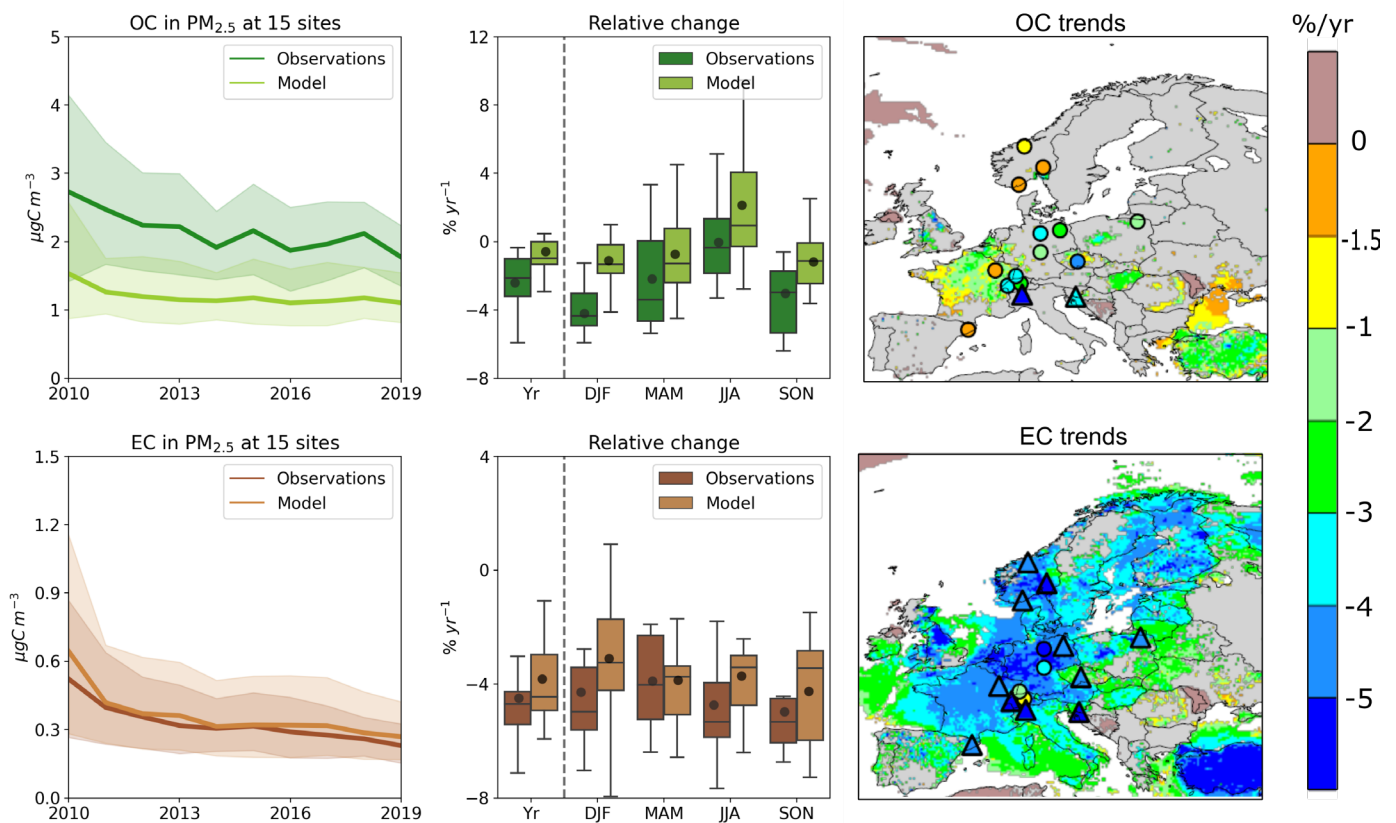 OC in PM2.5 at 15 sites
Relative change
OC trends
%/yr
5
4
3
2
1
0
μgC m⁻³
Observations
Model
2010
2013
2016
2019
12
8
4
0
−4
−8
% yr⁻¹
Observations
Model
Yr
DJF
MAM
JJA
SON
0
-1.5
-1
-2
-3
-4
-5
EC in PM2.5 at 15 sites
Relative change
EC trends
1.5
1.2
0.9
0.6
0.3
0.0
μgC m⁻³
Observations
Model
2010
2013
2016
2019
4
0
−4
−8
% yr⁻¹
Observations
Model
Yr
DJF
MAM
JJA
SON